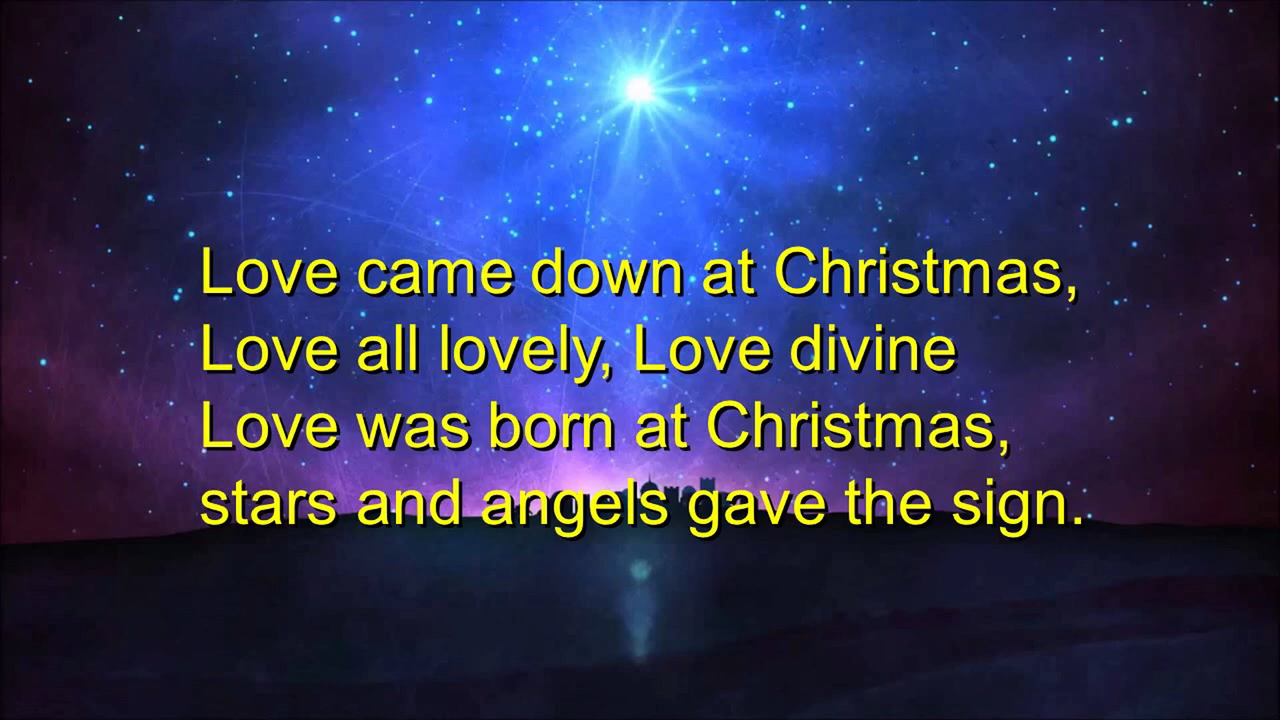 Love came down at Christmas,
Love all lovely, Love divine
Love was born at Christmas,
stars and angels gave the sign.